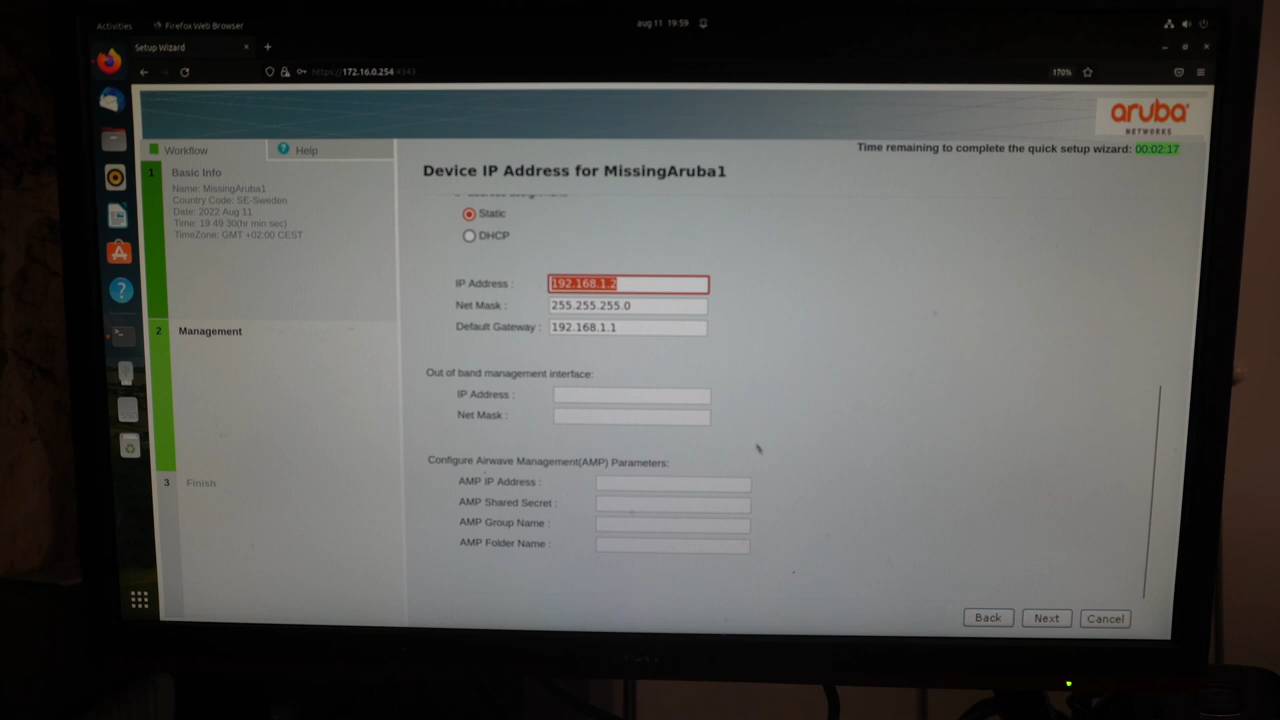 Activities
Firefox Web Browser
aug 11 19:59
Setup Wizard
https://172.16.0.254:4343
170%
aruba
NETWORKS
Workflow
Help
Time remaining to complete the quick setup wizard: 00:02:17
1
Basic Info
Name: MissingAruba1
Country Code: SE-Sweden
Date: 2022 Aug 11
Time: 19 49 30(hr min sec)
TimeZone: GMT +02:00 CEST
2
Management
3
Finish
Device IP Address for MissingAruba1
Static
DHCP
IP Address : 192.168.1.2
Net Mask : 255.255.255.0
Default Gateway : 192.168.1.1
Out of band management interface:
IP Address :
Net Mask :
Configure Airwave Management(AMP) Parameters:
AMP IP Address :
AMP Shared Secret :
AMP Group Name :
AMP Folder Name :
Back
Next
Cancel